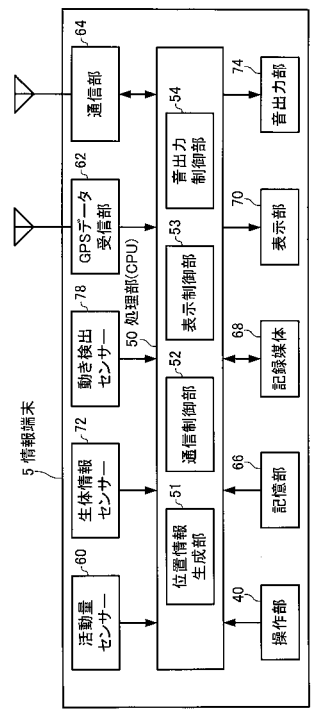 5 情報端末
60
活動量
センサー
72
生体情報
センサー
78
動き検出
センサー
62
GPSデータ
受信部
64
通信部
50 処理部(CPU)
51
位置情報
生成部
52
通信制御部
53
表示制御部
54
音出力
制御部
40
操作部
66
記憶部
68
記録媒体
70
表示部
74
音出力部